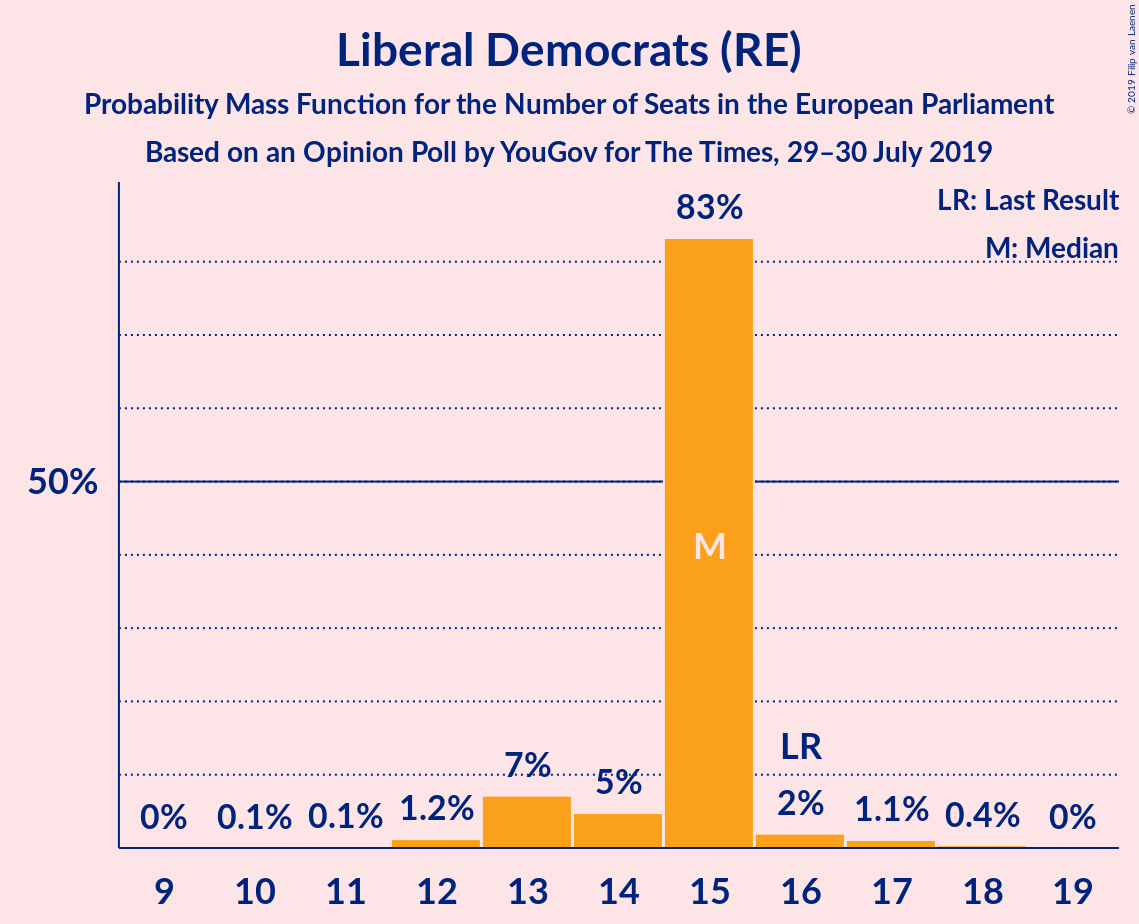 Liberal Democrats (RE)
Probability Mass Function for the Number of Seats in the European Parliament
Based on an Opinion Poll by YouGov for The Times, 29–30 July 2019
© 2019 Filip van Laenen
LR: Last Result
M: Median
83%
50%
M
LR
0% 0.1% 0.1% 1.2% 7% 5% 2% 1.1% 0.4% 0%
9 10 11 12 13 14 15 16 17 18 19